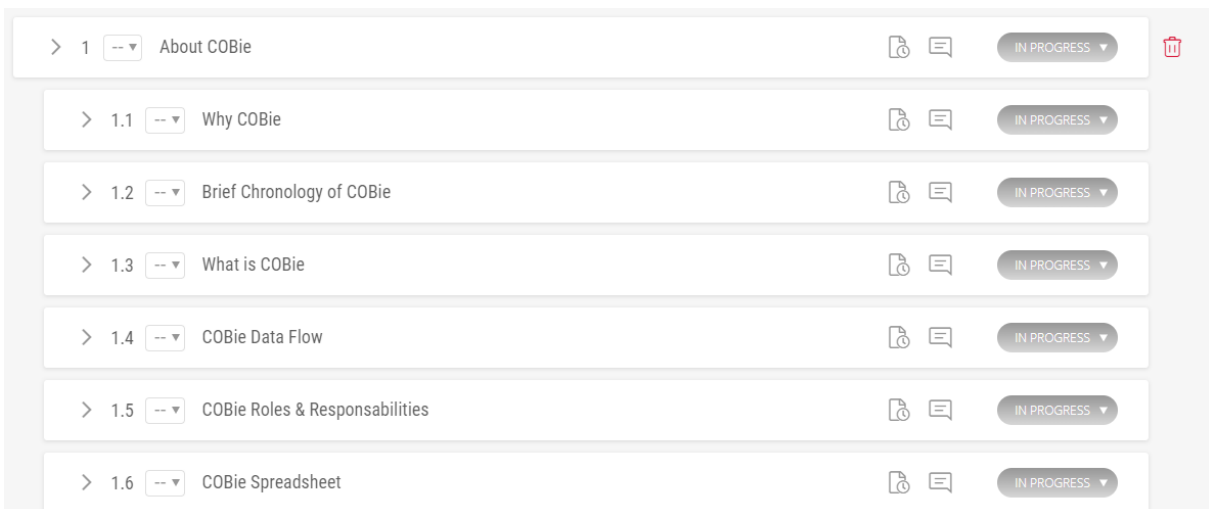 1 -- About COBie IN PROGRESS
1.1 -- Why COBie IN PROGRESS
1.2 -- Brief Chronology of COBie IN PROGRESS
1.3 -- What is COBie IN PROGRESS
1.4 -- COBie Data Flow IN PROGRESS
1.5 -- COBie Roles & Responsabilities IN PROGRESS
1.6 -- COBie Spreadsheet IN PROGRESS